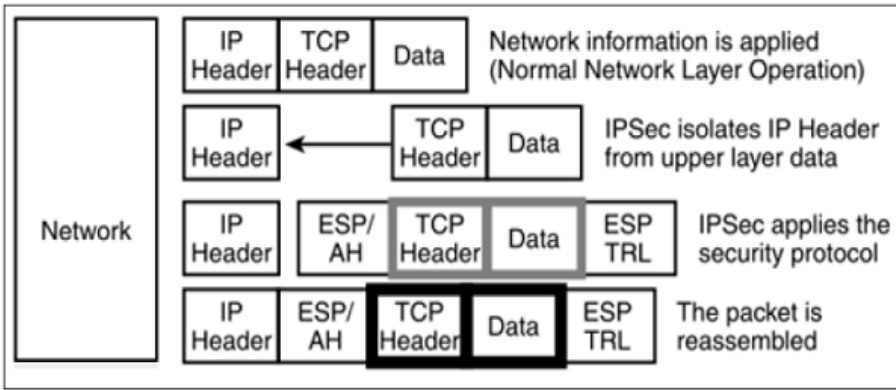 Network
IP Header
TCP Header
Data
Network information is applied
(Normal Network Layer Operation)
IP Header
TCP Header
Data
IPSec isolates IP Header
from upper layer data
IP Header
ESP/ AH
TCP Header
Data
ESP TRL
IPSec applies the
security protocol
IP Header
ESP/ AH
TCP Header
Data
ESP TRL
The packet is
reassembled